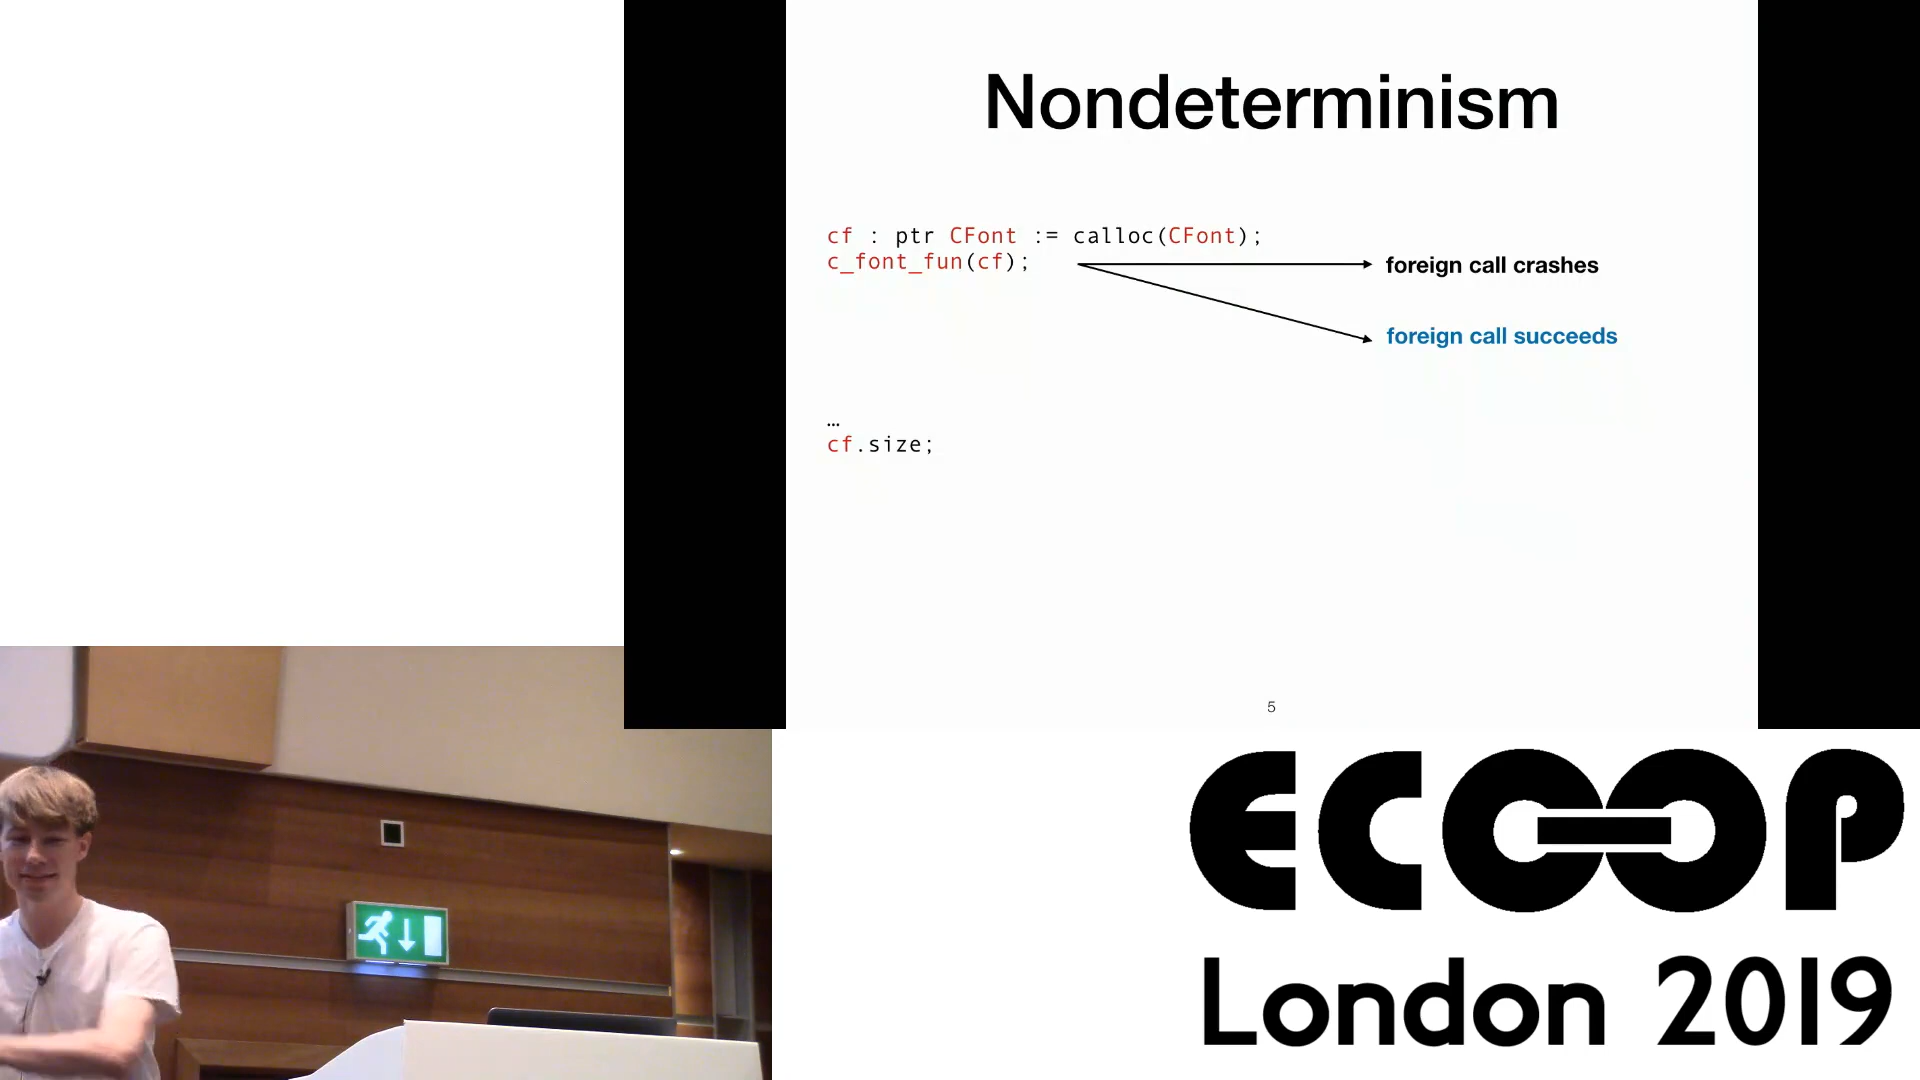 Nondeterminism
cf : ptr CFont := calloc(CFont);
c_font_fun(cf);
foreign call crashes
foreign call succeeds
…
cf.size;
5
ECOOP
London 2019